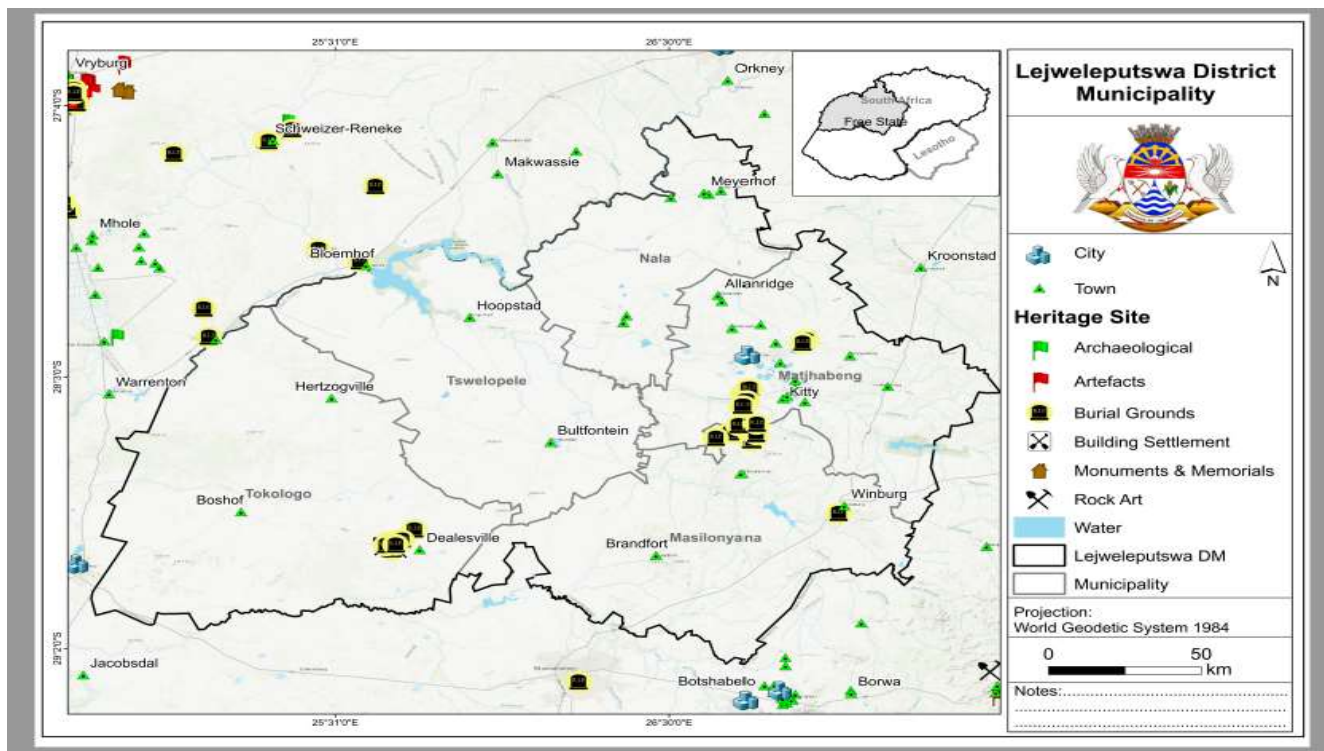 25°31'0"E
26°30'0"E
Vryburg
Orkney
27°4'0"S
Schweizer-Reneke
Makwassie
Meyerhof
Mhole
Bloemhof
Nala
Kroonstad
Allanridge
Hoopstad
28°3'0"S
Warrenton
Hertzogville
Tswelopele
Matjhabeng
Kitty
Bultfontein
Boshof
Tokologo
Winburg
Dealesville
Brandfort
Masilonyana
29°2'0"S
Jacobsdal
Botshabello
Borwa
25°31'0"E
26°30'0"E
South Africa
Free State
Lesotho
Lejweleputswa District
Municipality
City
Town
N
Heritage Site
Archaeological
Artefacts
Burial Grounds
Building Settlement
Monuments & Memorials
Rock Art
Water
Lejweleputswa DM
Municipality
Projection:
World Geodetic System 1984
0 50
km
Notes: